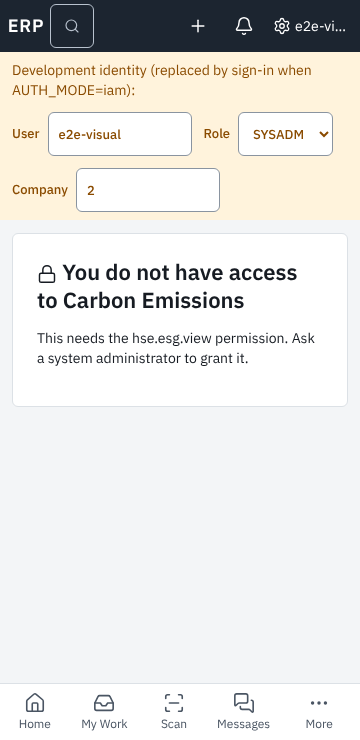 ERP
e2e-vi...
Development identity (replaced by sign-in when
AUTH_MODE=iam):
User
e2e-visual
Role
SYSADM
Company
2
You do not have access
to Carbon Emissions
This needs the hse.esg.view permission. Ask
a system administrator to grant it.
Home
My Work
Scan
Messages
More